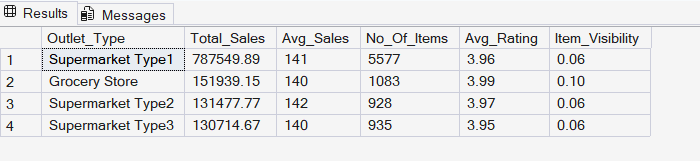 Results Messages
Outlet_Type Total_Sales Avg_Sales No_Of_Items Avg_Rating Item_Visibility
1 Supermarket Type1 787549.89 141 5577 3.96 0.06
2 Grocery Store 151939.15 140 1083 3.99 0.10
3 Supermarket Type2 131477.77 142 928 3.97 0.06
4 Supermarket Type3 130714.67 140 935 3.95 0.06